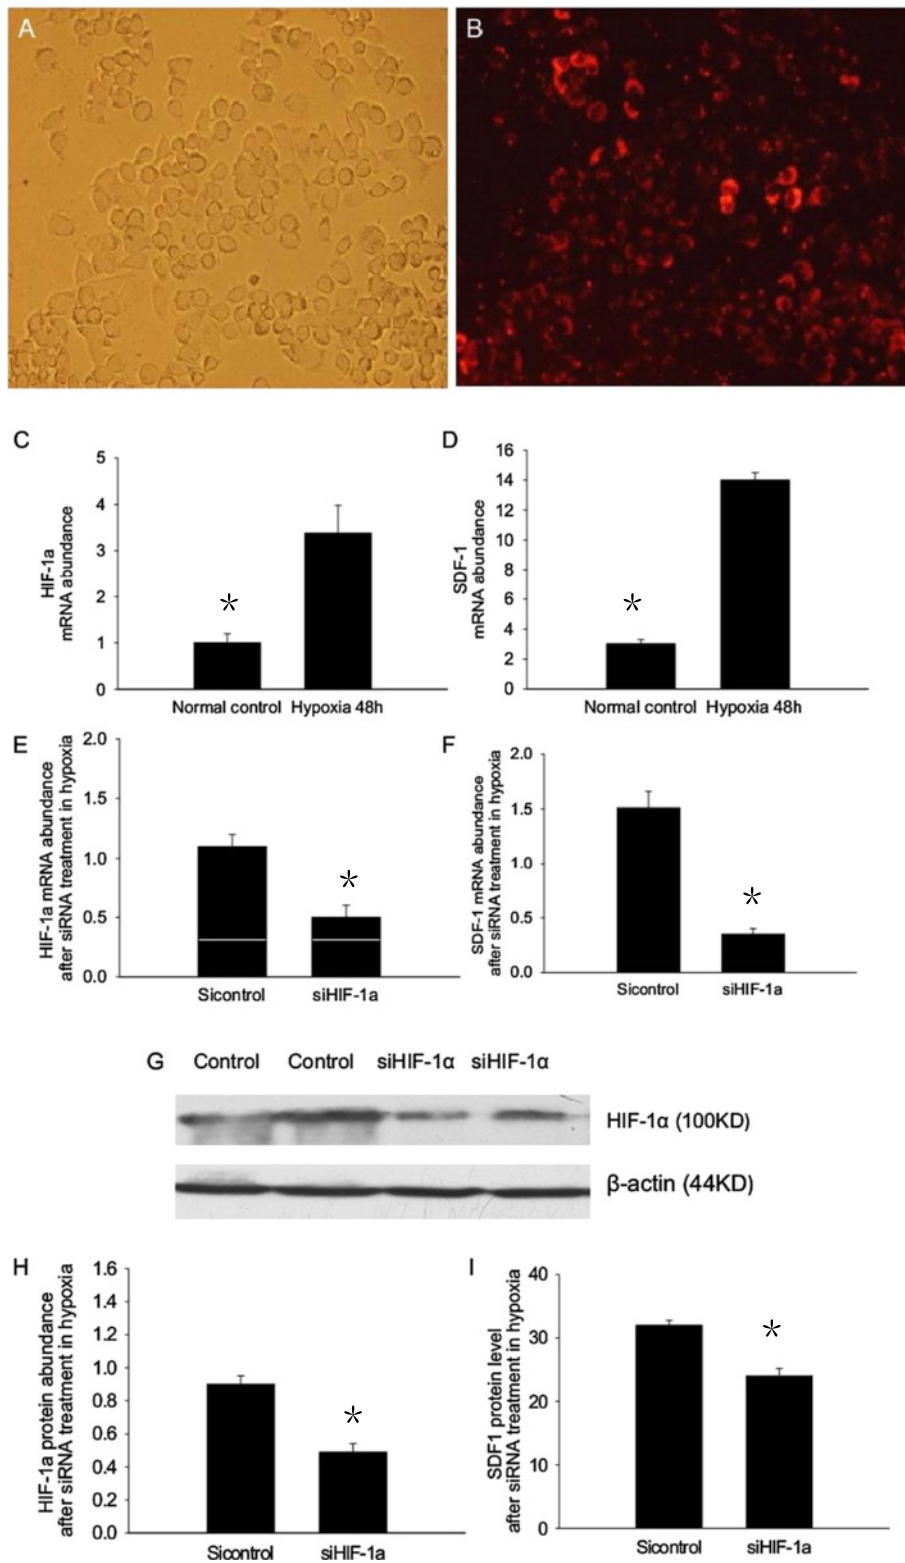 A
B
C
D
HIF-1a
mRNA abundance
5
4
3
2
1
0
*
Normal control Hypoxia 48h
SDF-1
mRNA abundance
16
14
12
10
8
6
4
2
0
*
Normal control Hypoxia 48h
E
F
HIF-1a mRNA abundance
after siRNA treatment in hypoxia
2.0
1.5
1.0
0.5
0.0
*
Sicontrol siHIF-1a
SDF-1 mRNA abundance
after siRNA treatment in hypoxia
2.0
1.5
1.0
0.5
0.0
*
Sicontrol siHIF-1a
G Control Control siHIF-1α siHIF-1α
HIF-1α (100KD)
β-actin (44KD)
H
I
HIF-1a protein abundance
after siRNA treatment in hypoxia
1.6
1.4
1.2
1.0
0.8
0.6
0.4
0.2
0.0
*
Sicontrol siHIF-1a
SDF1 protein level
after siRNA treatment in hypoxia
40
30
20
10
0
*
Sicontrol siHIF-1a